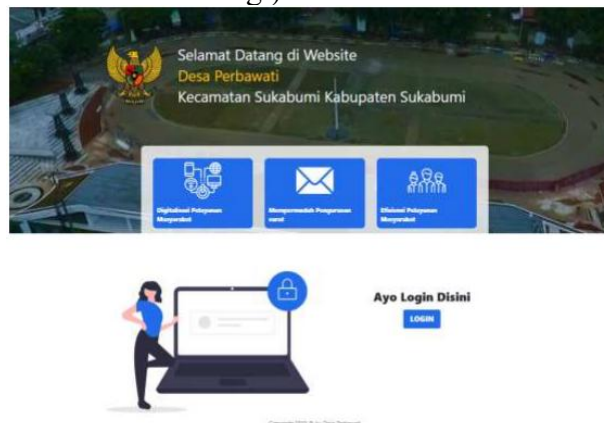 Selamat Datang di Website
Desa Perbawati
Kecamatan Sukabumi Kabupaten Sukabumi
Digitalisasi Pelayanan
Masyarakat
Mempermudah Pengurusan
surat
Efisiensi Pelayanan
Masyarakat
Ayo Login Disini
LOGIN